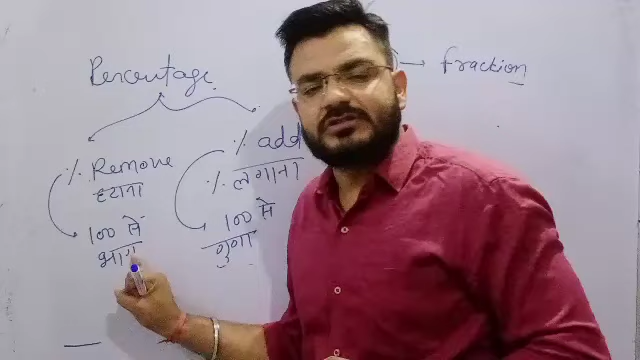 Percentage
→ fraction
% Remove
हटाना
100 से
भाग
% add
% लगाना
100 से
गुणा